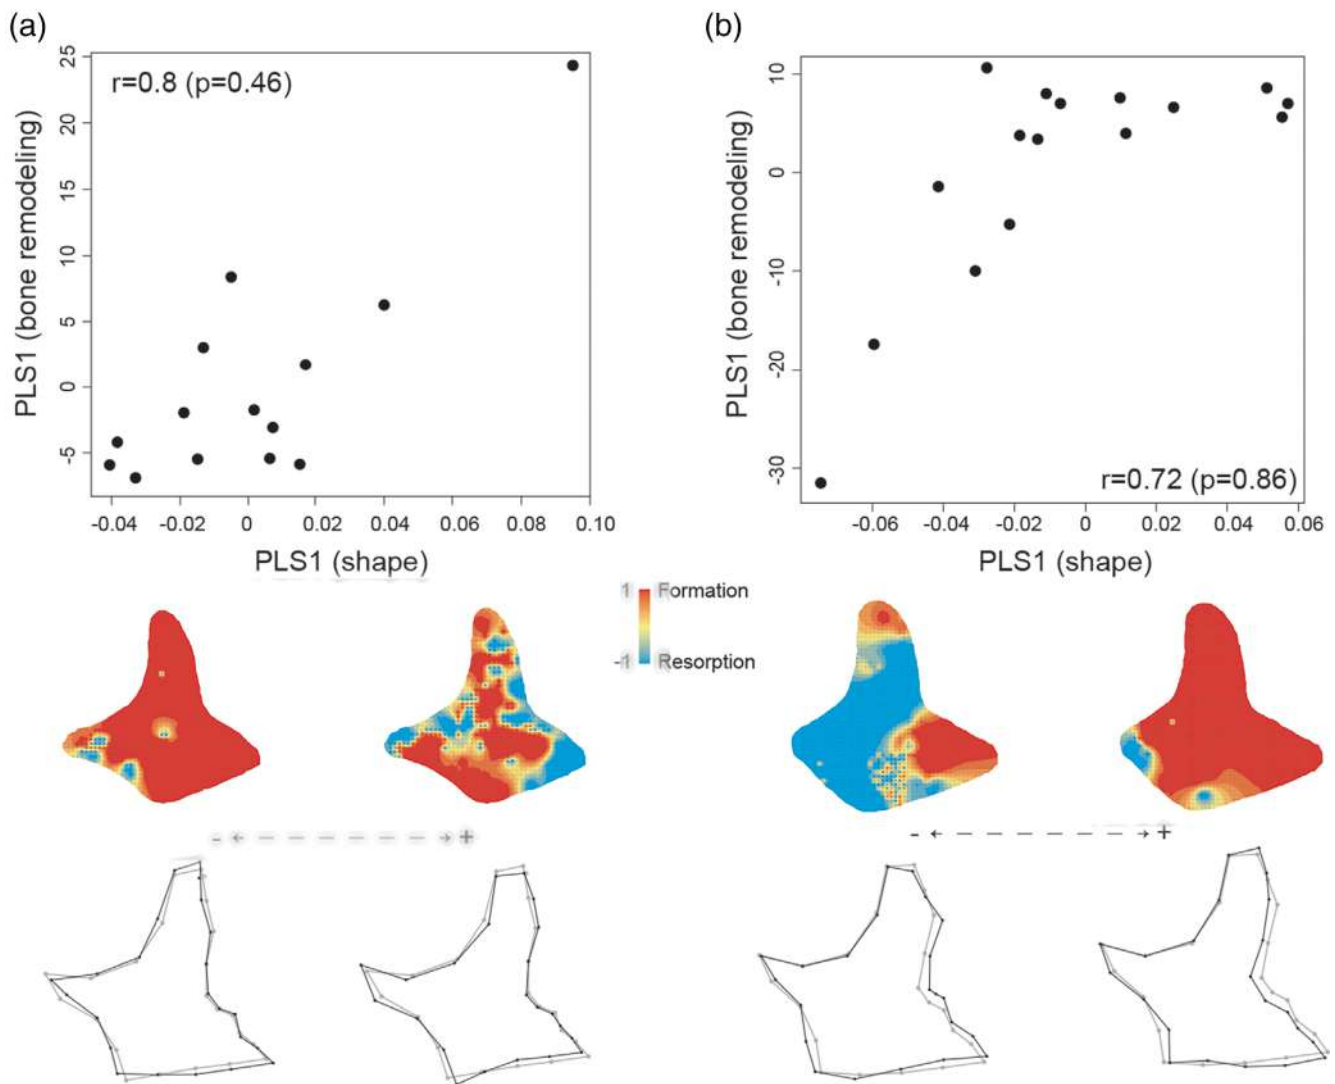 (a)
r=0.8 (p=0.46)
PLS1 (bone remodeling)
25
20
15
10
5
0
-5
-0.04 -0.02 0 0.02 0.04 0.06 0.08 0.10
PLS1 (shape)
(b)
PLS1 (bone remodeling)
10
0
-10
-20
-30
r=0.72 (p=0.86)
-0.06 -0.04 -0.02 0 0.02 0.04 0.06
PLS1 (shape)
1 Formation
-1 Resorption
- +
- +